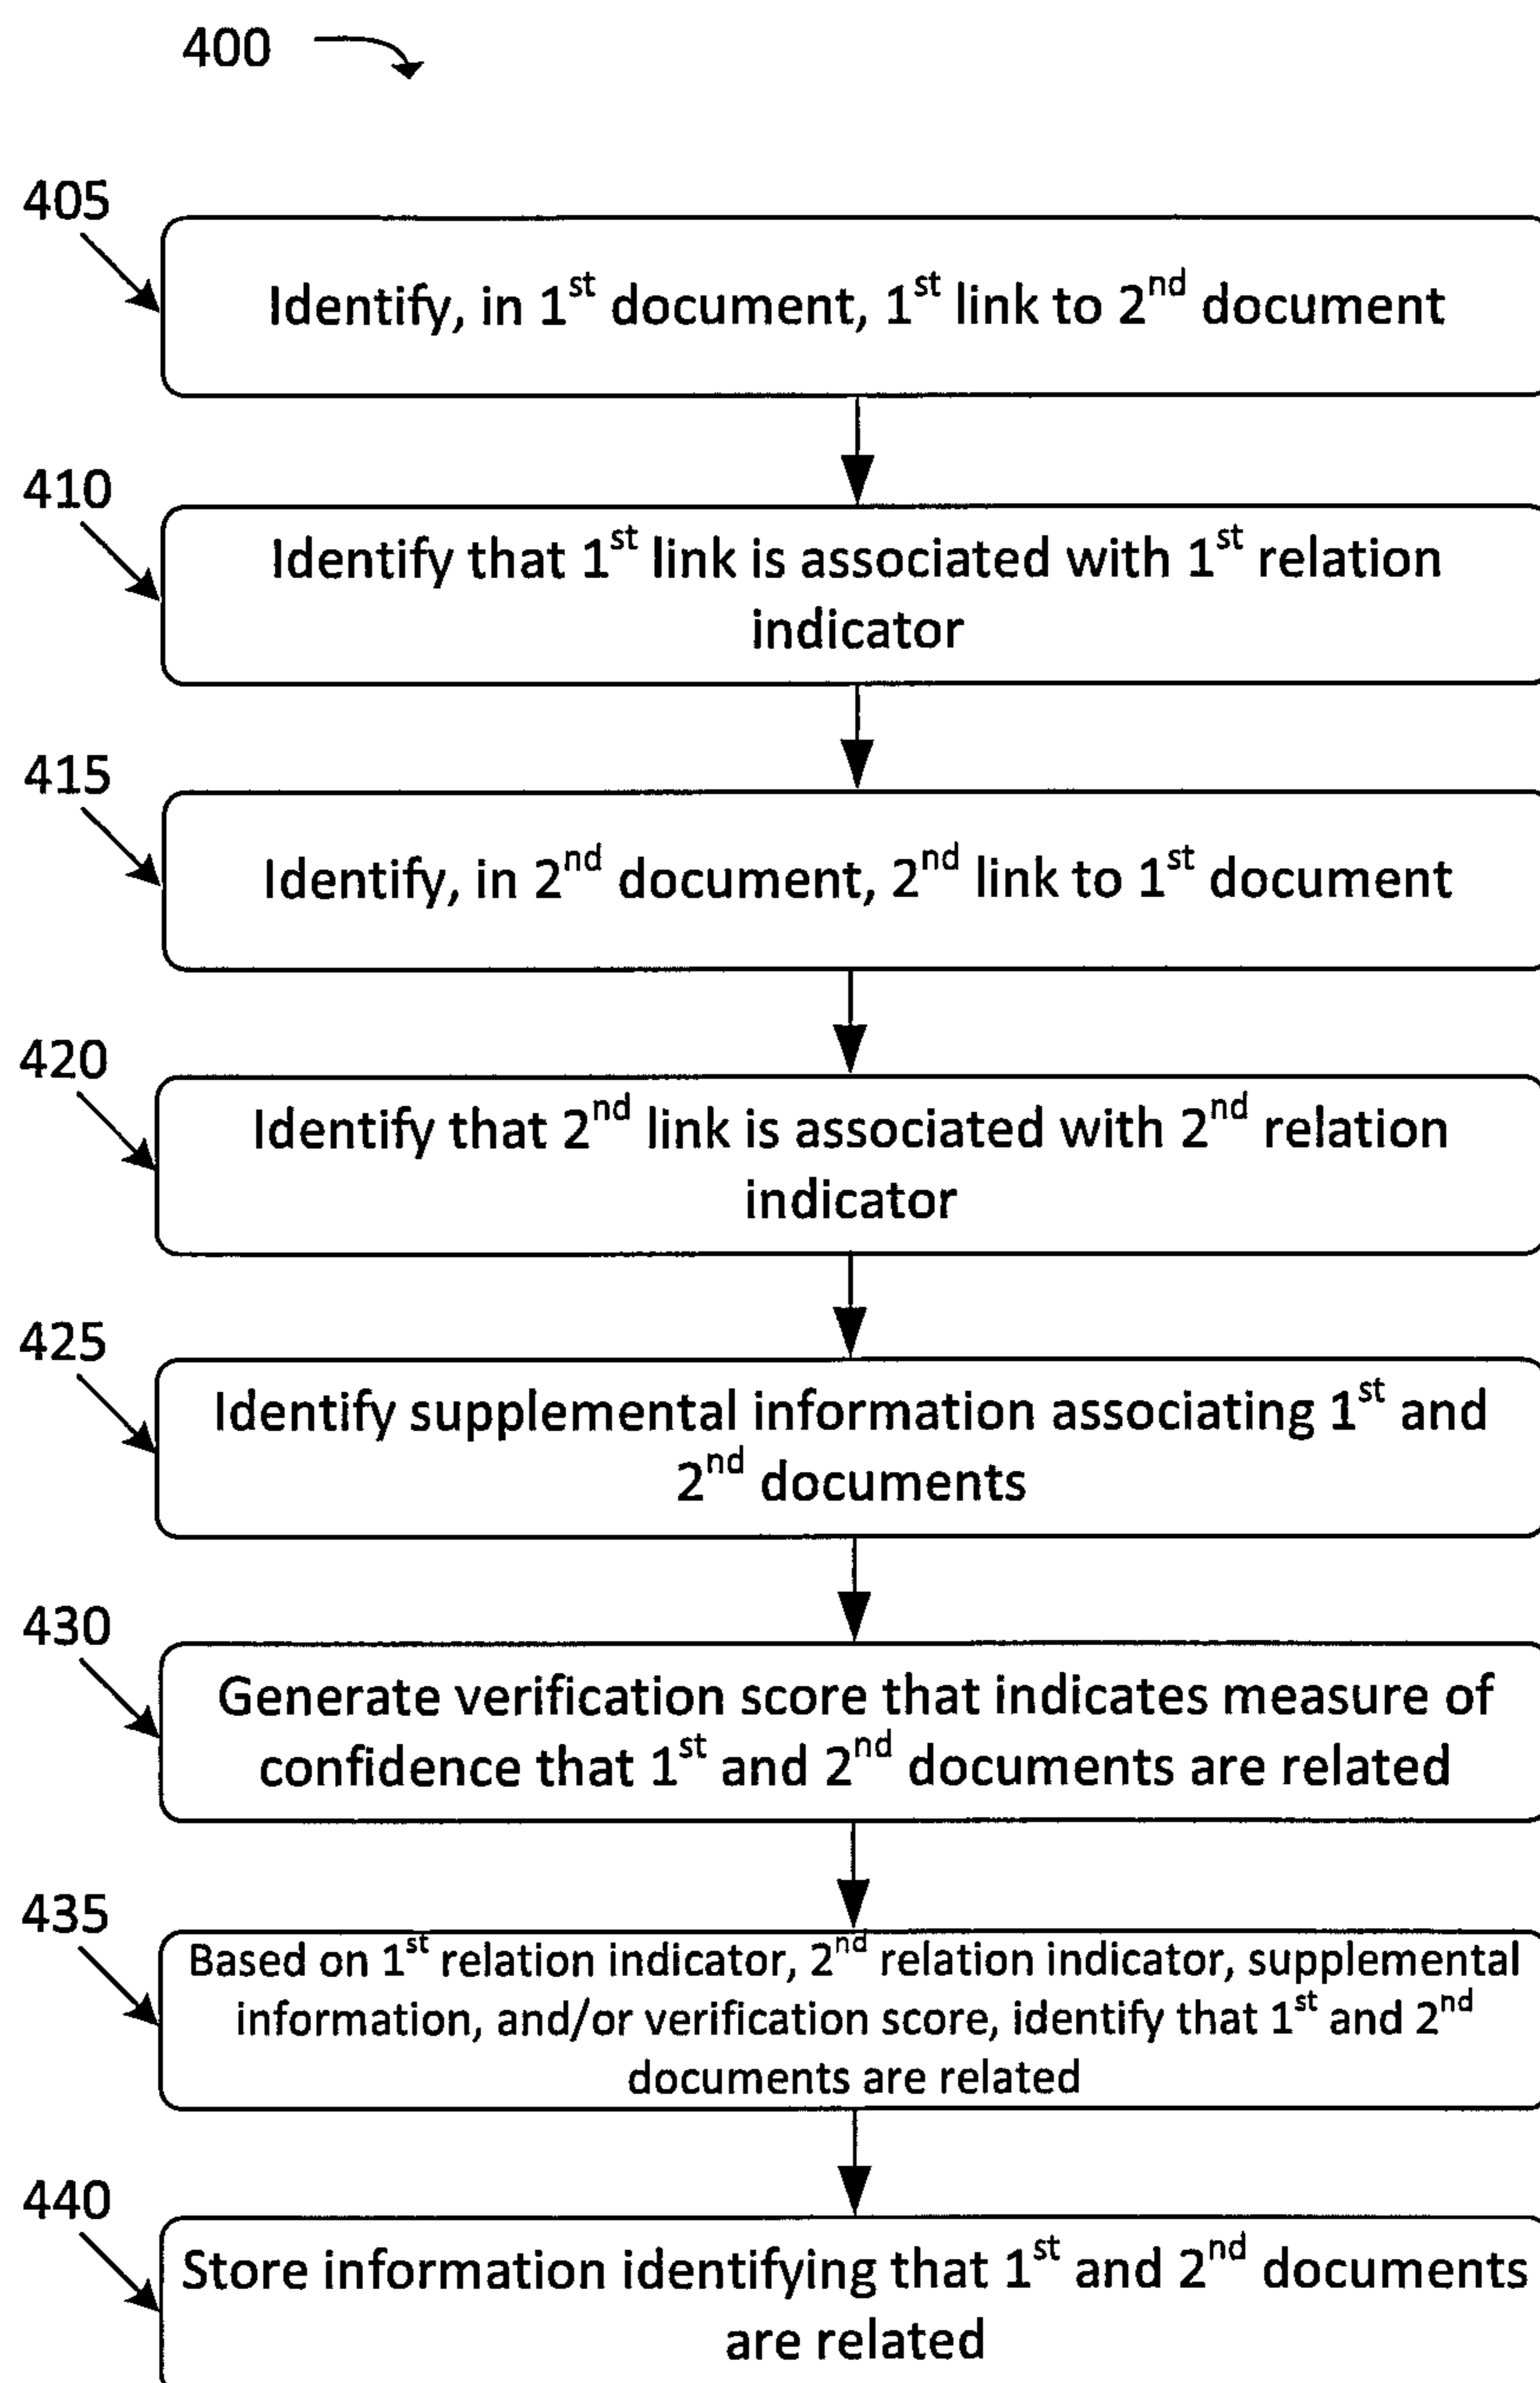 400
405
Identify, in 1st document, 1st link to 2nd document
410
Identify that 1st link is associated with 1st relation
indicator
415
Identify, in 2nd document, 2nd link to 1st document
420
Identify that 2nd link is associated with 2nd relation
indicator
425
Identify supplemental information associating 1st and
2nd documents
430
Generate verification score that indicates measure of
confidence that 1st and 2nd documents are related
435
Based on 1st relation indicator, 2nd relation indicator, supplemental
information, and/or verification score, identify that 1st and 2nd
documents are related
440
Store information identifying that 1st and 2nd documents
are related